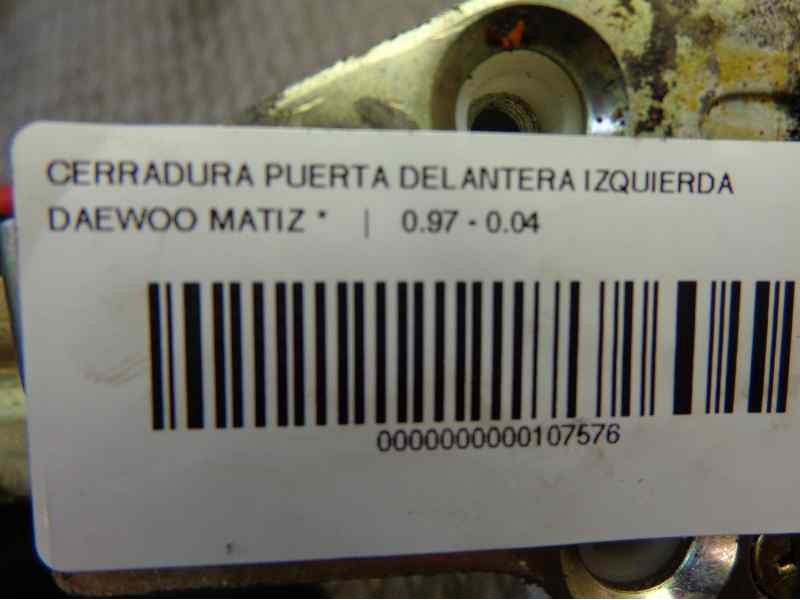 CERRADURA PUERTA DELANTERA IZQUIERDA
DAEWOO MATIZ * | 0.97 - 0.04
0000000000107576